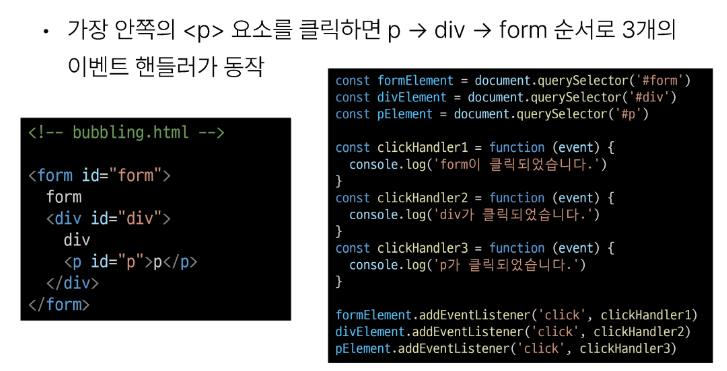 • 가장 안쪽의 <p> 요소를 클릭하면 p → div → form 순서로 3개의
이벤트 핸들러가 동작
<!-- bubbling.html -->
<form id="form">
form
<div id="div">
div
<p id="p">p</p>
</div>
</form>
const formElement = document.querySelector('#form')
const divElement = document.querySelector('#div')
const pElement = document.querySelector('#p')
const clickHandler1 = function (event) {
console.log('form이 클릭되었습니다.')
}
const clickHandler2 = function (event) {
console.log('div가 클릭되었습니다.')
}
const clickHandler3 = function (event) {
console.log('p가 클릭되었습니다.')
}
formElement.addEventListener('click', clickHandler1)
divElement.addEventListener('click', clickHandler2)
pElement.addEventListener('click', clickHandler3)